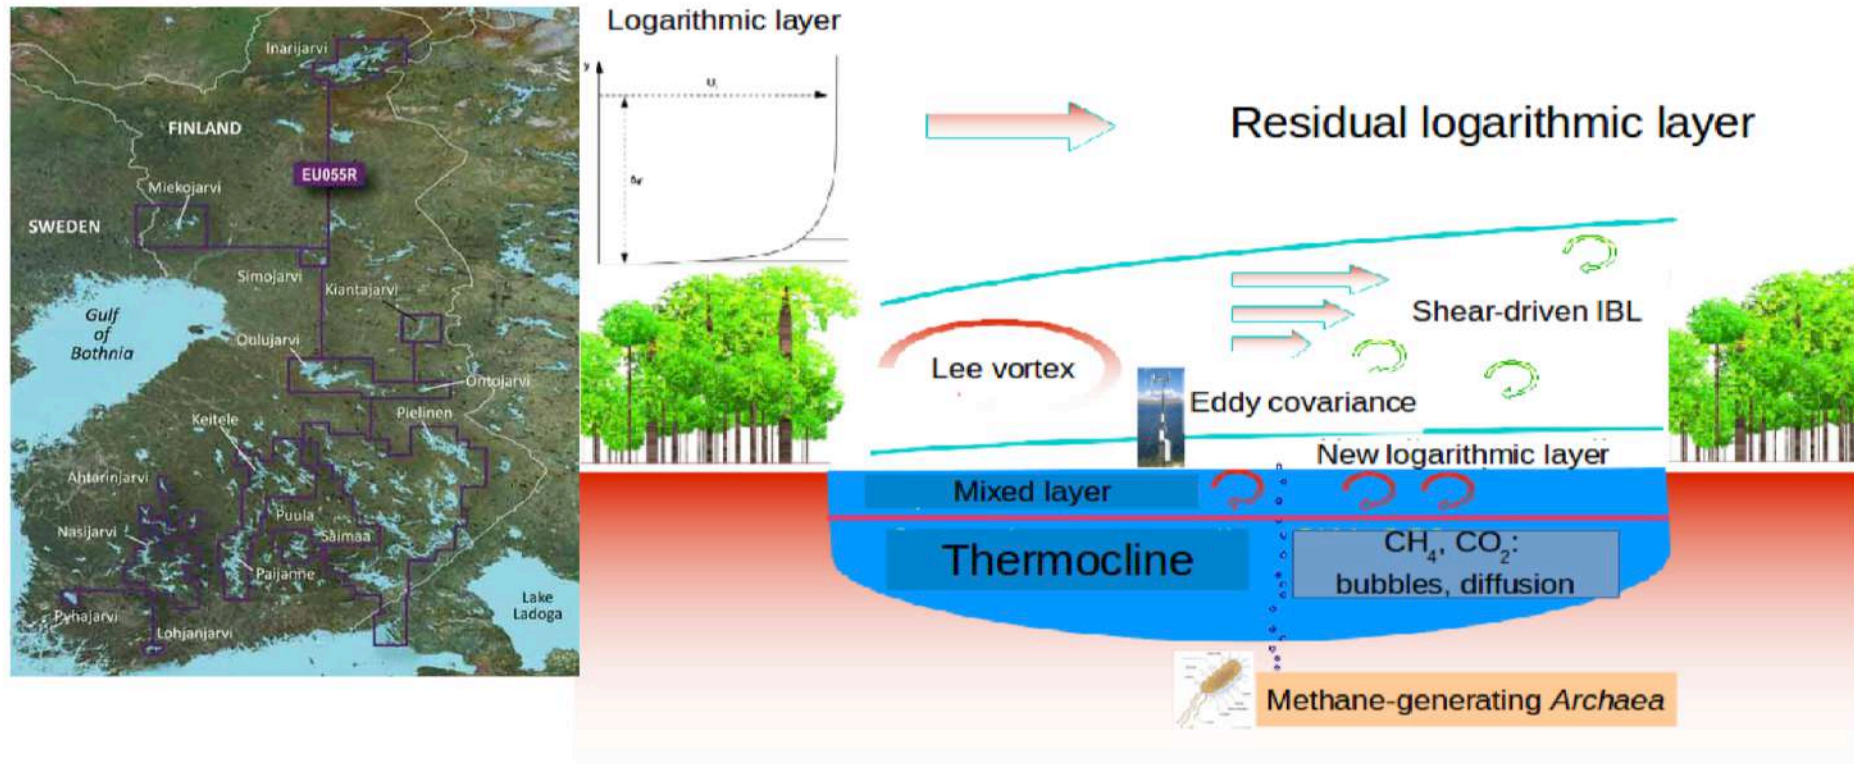 Inarijarvi
FINLAND
EU055R
Miekojarvi
SWEDEN
Simojarvi
Kiantajarvi
Gulf
of
Bothnia
Oulujarvi
Ontojarvi
Keitele
Pielinen
Ahtarinjarvi
Puula
Nasijarvi
Saimaa
Paijanne
Lake
Ladoga
Pyhajarvi
Lohjanjarvi
Logarithmic layer
y
Residual logarithmic layer
Shear-driven IBL
Lee vortex
Eddy covariance
New logarithmic layer
Mixed layer
Thermocline
CH4, CO2:
bubbles, diffusion
Methane-generating Archaea